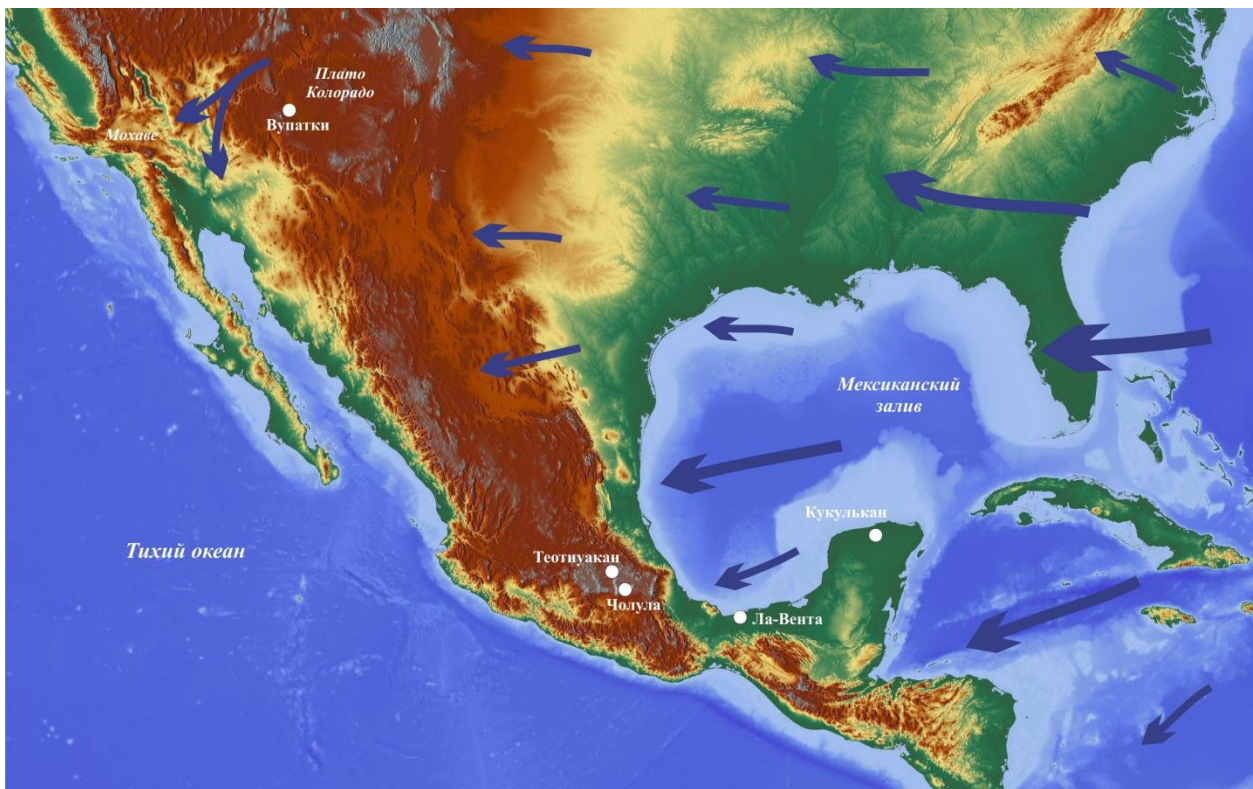 Плато
Колорадо
Вупатки
Мохаве
Мексиканский
залив
Кукулькан
Тихий океан
Теотиуакан
Чолула
Ла-Вента